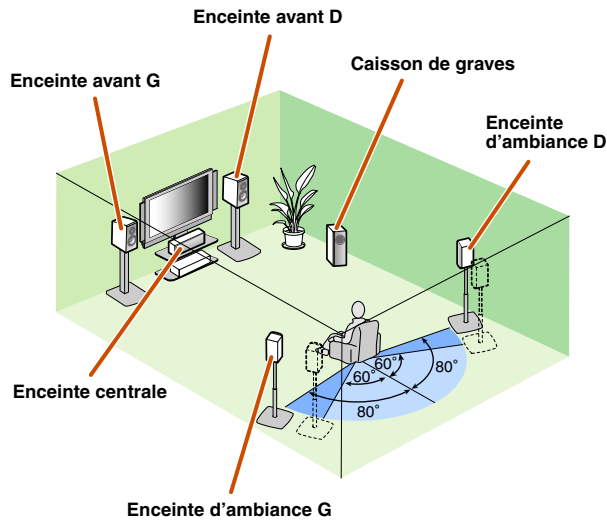 Enceinte avant D
Enceinte avant G
Caisson de graves
Enceinte
d'ambiance D
60°
60°
80°
80°
Enceinte centrale
Enceinte d'ambiance G